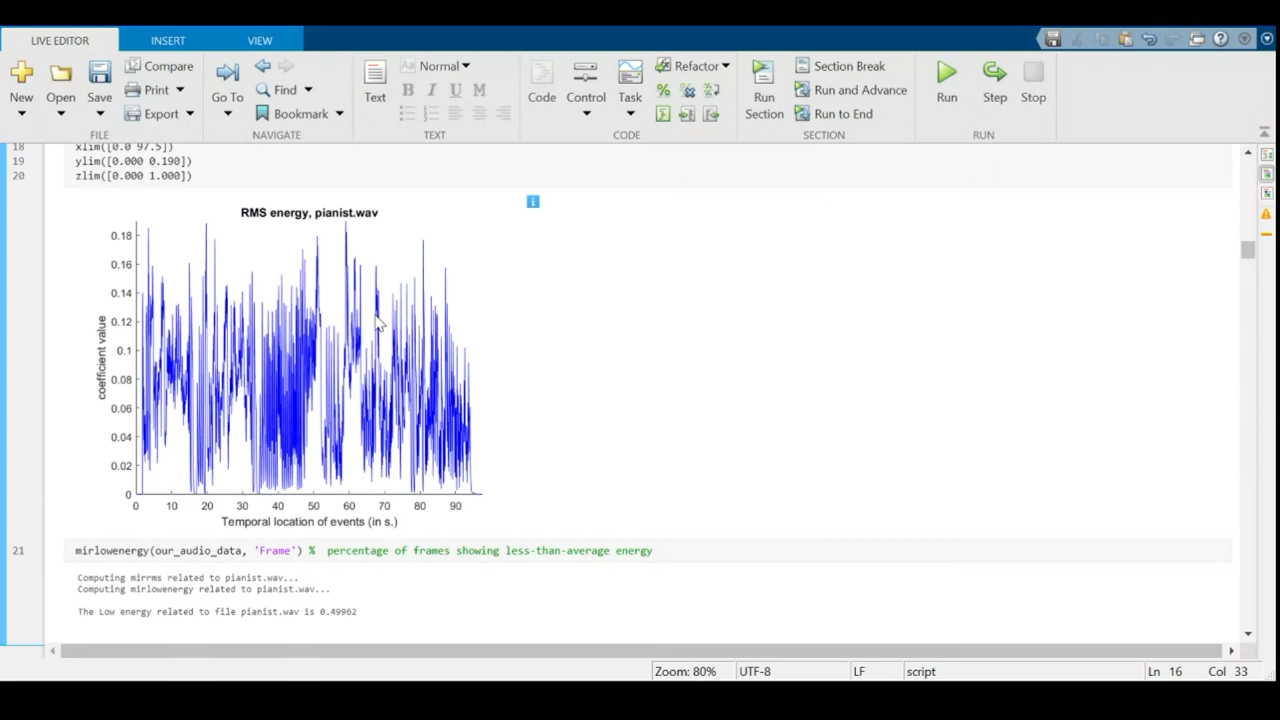 LIVE EDITOR INSERT VIEW
New Open Save Compare Print Export
FILE
Go To Find Bookmark
NAVIGATE
Text Aa Normal B I U M
TEXT
Code Control Task Refactor
CODE
Run Section Section Break Run and Advance Run to End
SECTION
Run Step Stop
RUN
18 xlim([0.0 97.5])
19 ylim([0.000 0.190])
20 zlim([0.000 1.000])
RMS energy, pianist.wav
0.18
0.16
0.14
0.12
0.1
0.08
0.06
0.04
0.02
0
coefficient value
0 10 20 30 40 50 60 70 80 90
Temporal location of events (in s.)
21 mirlowenergy(our_audio_data, 'Frame') % percentage of frames showing less-than-average energy
Computing mirrms related to pianist.wav...
Computing mirlowenergy related to pianist.wav...
The Low energy related to file pianist.wav is 0.49962
Zoom: 80% UTF-8 LF script Ln 16 Col 33